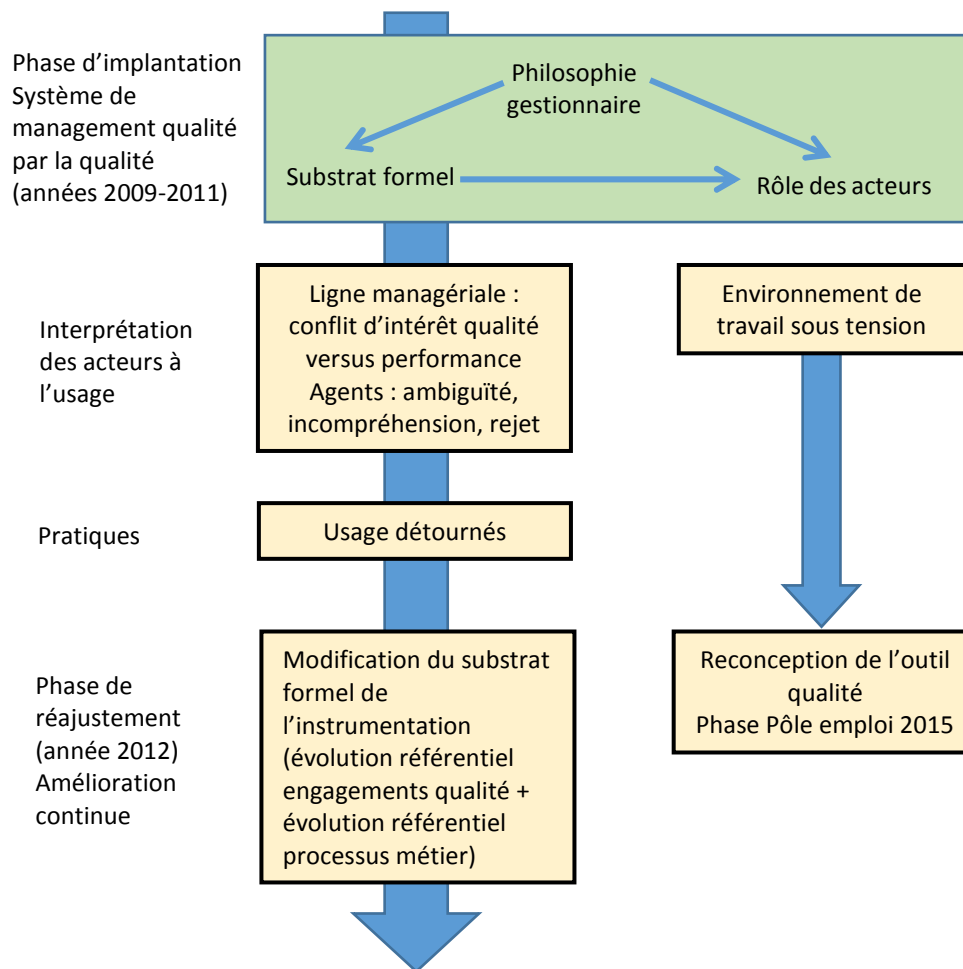 Phase d’implantation
Système de
management qualité
par la qualité
(années 2009-2011)
Philosophie
gestionnaire
Substrat formel
Rôle des acteurs
Interprétation
des acteurs à
l’usage
Ligne managériale :
conflit d’intérêt qualité
versus performance
Agents : ambiguïté,
incompréhension, rejet
Environnement de
travail sous tension
Pratiques
Usage détournés
Phase de
réajustement
(année 2012)
Amélioration
continue
Modification du substrat
formel de
l’instrumentation
(évolution référentiel
engagements qualité +
évolution référentiel
processus métier)
Reconception de l’outil
qualité
Phase Pôle emploi 2015